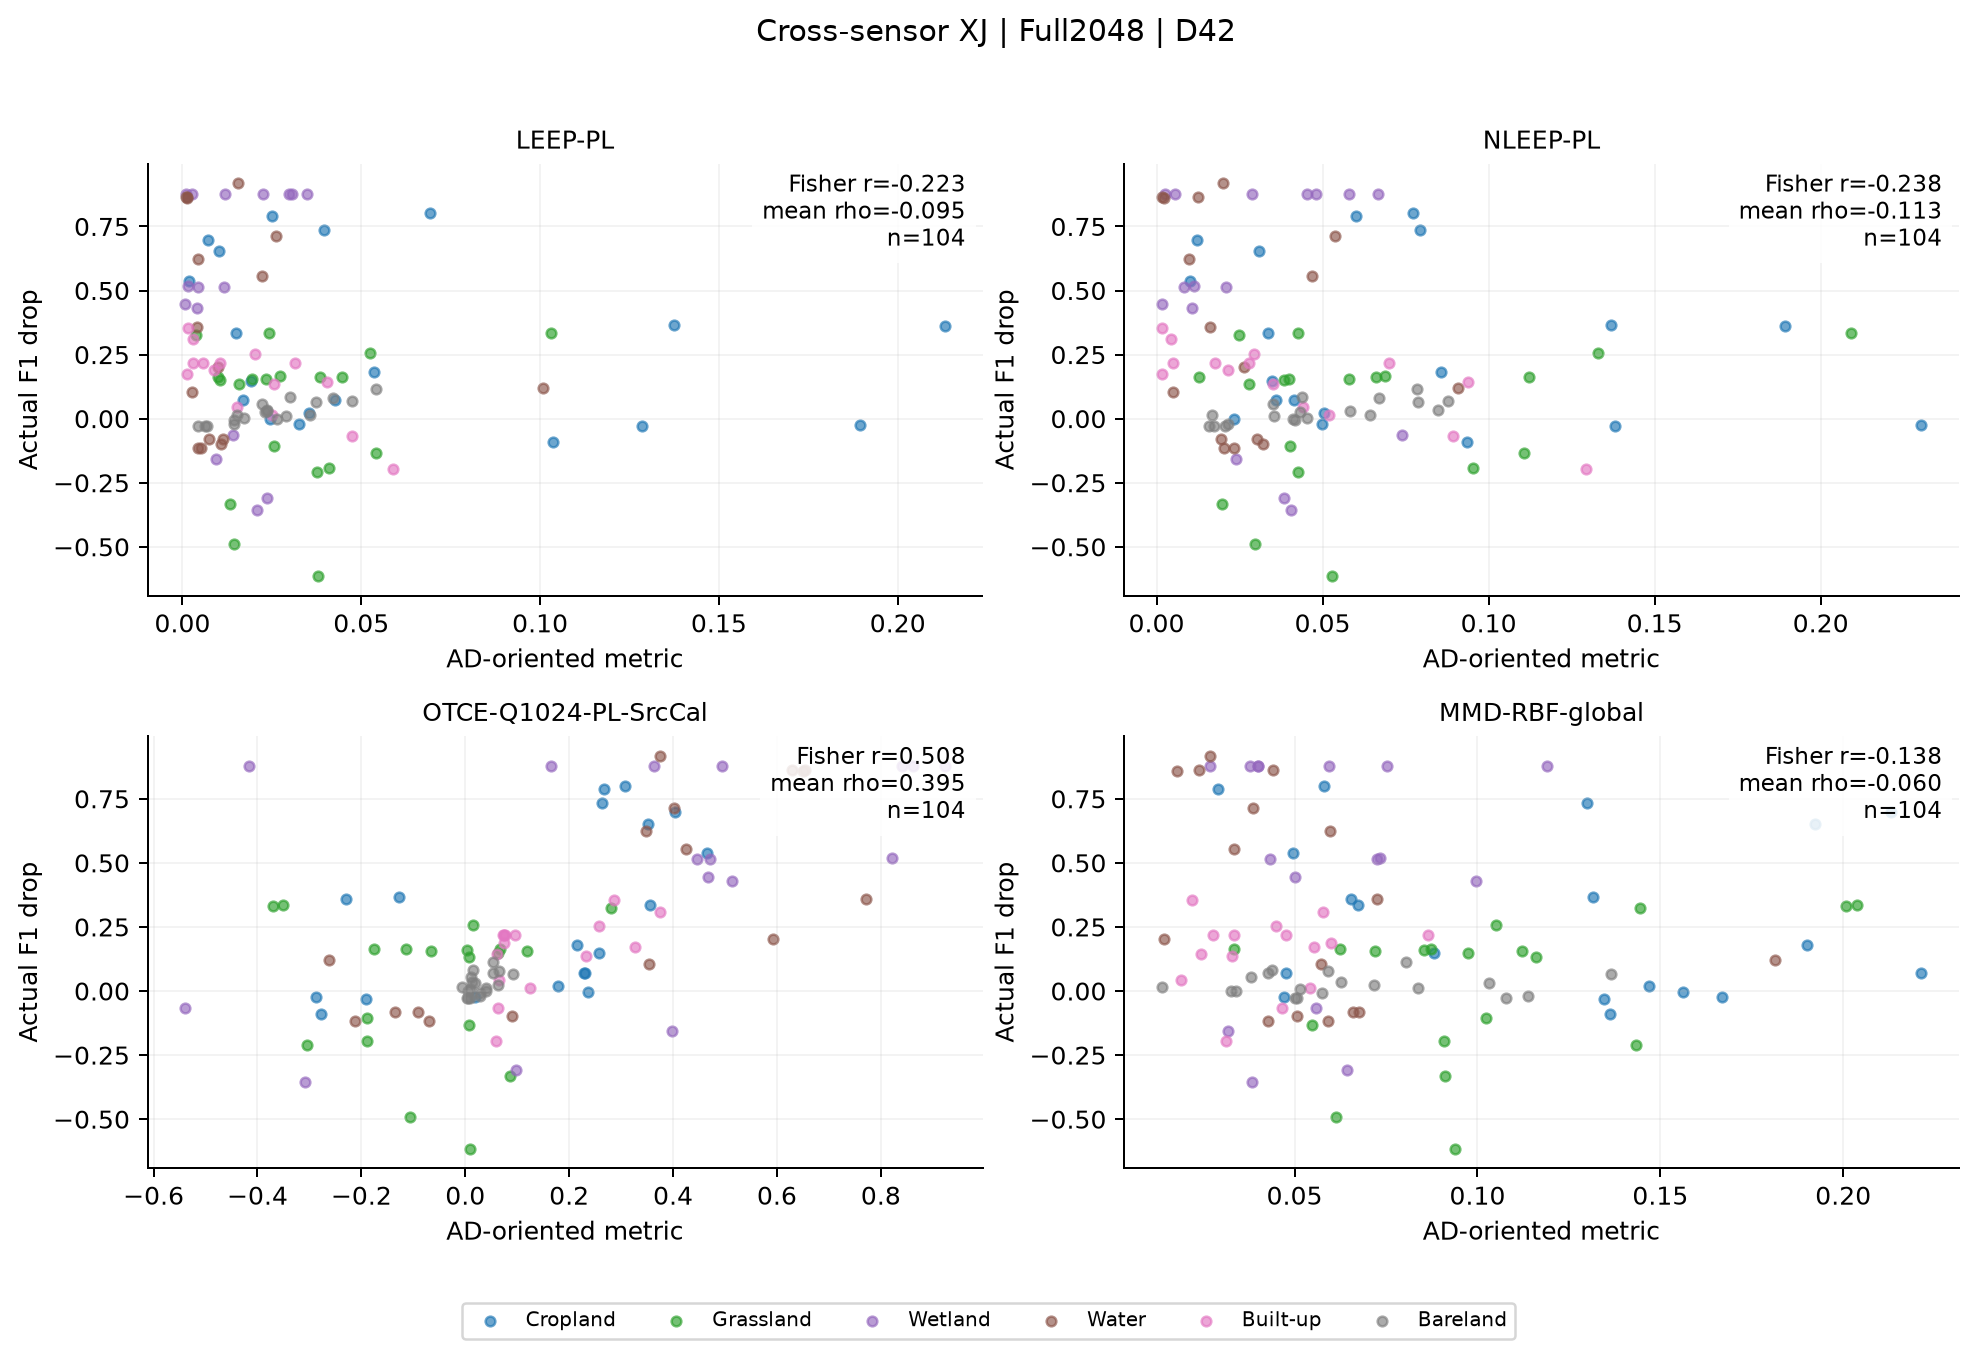 Cross-sensor XJ | Full2048 | D42
LEEP-PL
Fisher r=-0.223
mean rho=-0.095
n=104
Actual F1 drop
0.75
0.50
0.25
0.00
−0.25
−0.50
0.00 0.05 0.10 0.15 0.20
AD-oriented metric
NLEEP-PL
Fisher r=-0.238
mean rho=-0.113
n=104
Actual F1 drop
0.75
0.50
0.25
0.00
−0.25
−0.50
0.00 0.05 0.10 0.15 0.20
AD-oriented metric
OTCE-Q1024-PL-SrcCal
Fisher r=0.508
mean rho=0.395
n=104
Actual F1 drop
0.75
0.50
0.25
0.00
−0.25
−0.50
−0.6 −0.4 −0.2 0.0 0.2 0.4 0.6 0.8
AD-oriented metric
MMD-RBF-global
Fisher r=-0.138
mean rho=-0.060
n=104
Actual F1 drop
0.75
0.50
0.25
0.00
−0.25
−0.50
0.05 0.10 0.15 0.20
AD-oriented metric
Cropland Grassland Wetland Water Built-up Bareland